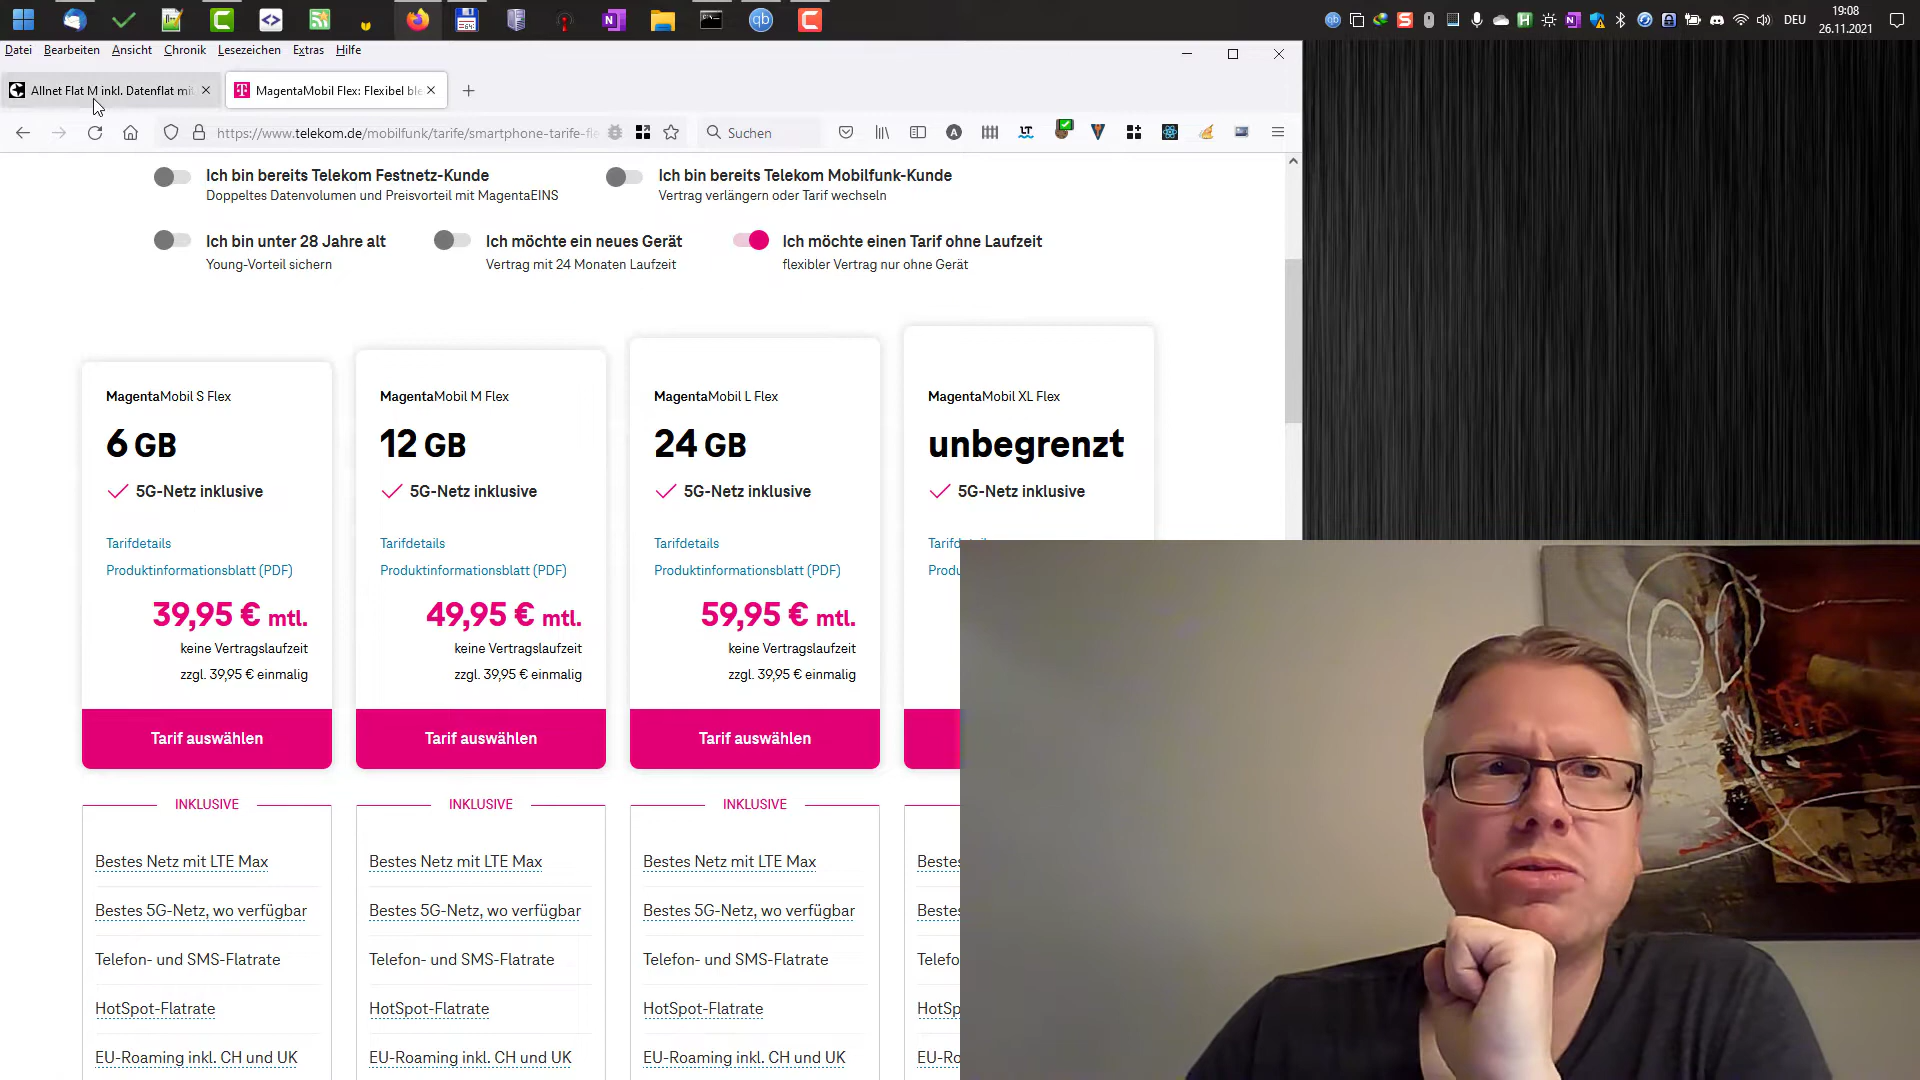 19:08
DEU
26.11.2021
Datei Bearbeiten Ansicht Chronik Lesezeichen Extras Hilfe
Allnet Flat M inkl. Datenflat mit
MagentaMobil Flex: Flexibel ble
https://www.telekom.de/mobilfunk/tarife/smartphone-tarife-fle
Suchen
Ich bin bereits Telekom Festnetz-Kunde
Doppeltes Datenvolumen und Preisvorteil mit MagentaEINS
Ich bin bereits Telekom Mobilfunk-Kunde
Vertrag verlängern oder Tarif wechseln
Ich bin unter 28 Jahre alt
Young-Vorteil sichern
Ich möchte ein neues Gerät
Vertrag mit 24 Monaten Laufzeit
Ich möchte einen Tarif ohne Laufzeit
flexibler Vertrag nur ohne Gerät
MagentaMobil S Flex
6 GB
5G-Netz inklusive
Tarifdetails
Produktinformationsblatt (PDF)
39,95 € mtl.
keine Vertragslaufzeit
zzgl. 39,95 € einmalig
Tarif auswählen
INKLUSIVE
Bestes Netz mit LTE Max
Bestes 5G-Netz, wo verfügbar
Telefon- und SMS-Flatrate
HotSpot-Flatrate
EU-Roaming inkl. CH und UK
MagentaMobil M Flex
12 GB
5G-Netz inklusive
Tarifdetails
Produktinformationsblatt (PDF)
49,95 € mtl.
keine Vertragslaufzeit
zzgl. 39,95 € einmalig
Tarif auswählen
INKLUSIVE
Bestes Netz mit LTE Max
Bestes 5G-Netz, wo verfügbar
Telefon- und SMS-Flatrate
HotSpot-Flatrate
EU-Roaming inkl. CH und UK
MagentaMobil L Flex
24 GB
5G-Netz inklusive
Tarifdetails
Produktinformationsblatt (PDF)
59,95 € mtl.
keine Vertragslaufzeit
zzgl. 39,95 € einmalig
Tarif auswählen
INKLUSIVE
Bestes Netz mit LTE Max
Bestes 5G-Netz, wo verfügbar
Telefon- und SMS-Flatrate
HotSpot-Flatrate
EU-Roaming inkl. CH und UK
MagentaMobil XL Flex
unbegrenzt
5G-Netz inklusive
Produ
Bestes
Bestes
Telefo
HotSp
EU-Ro